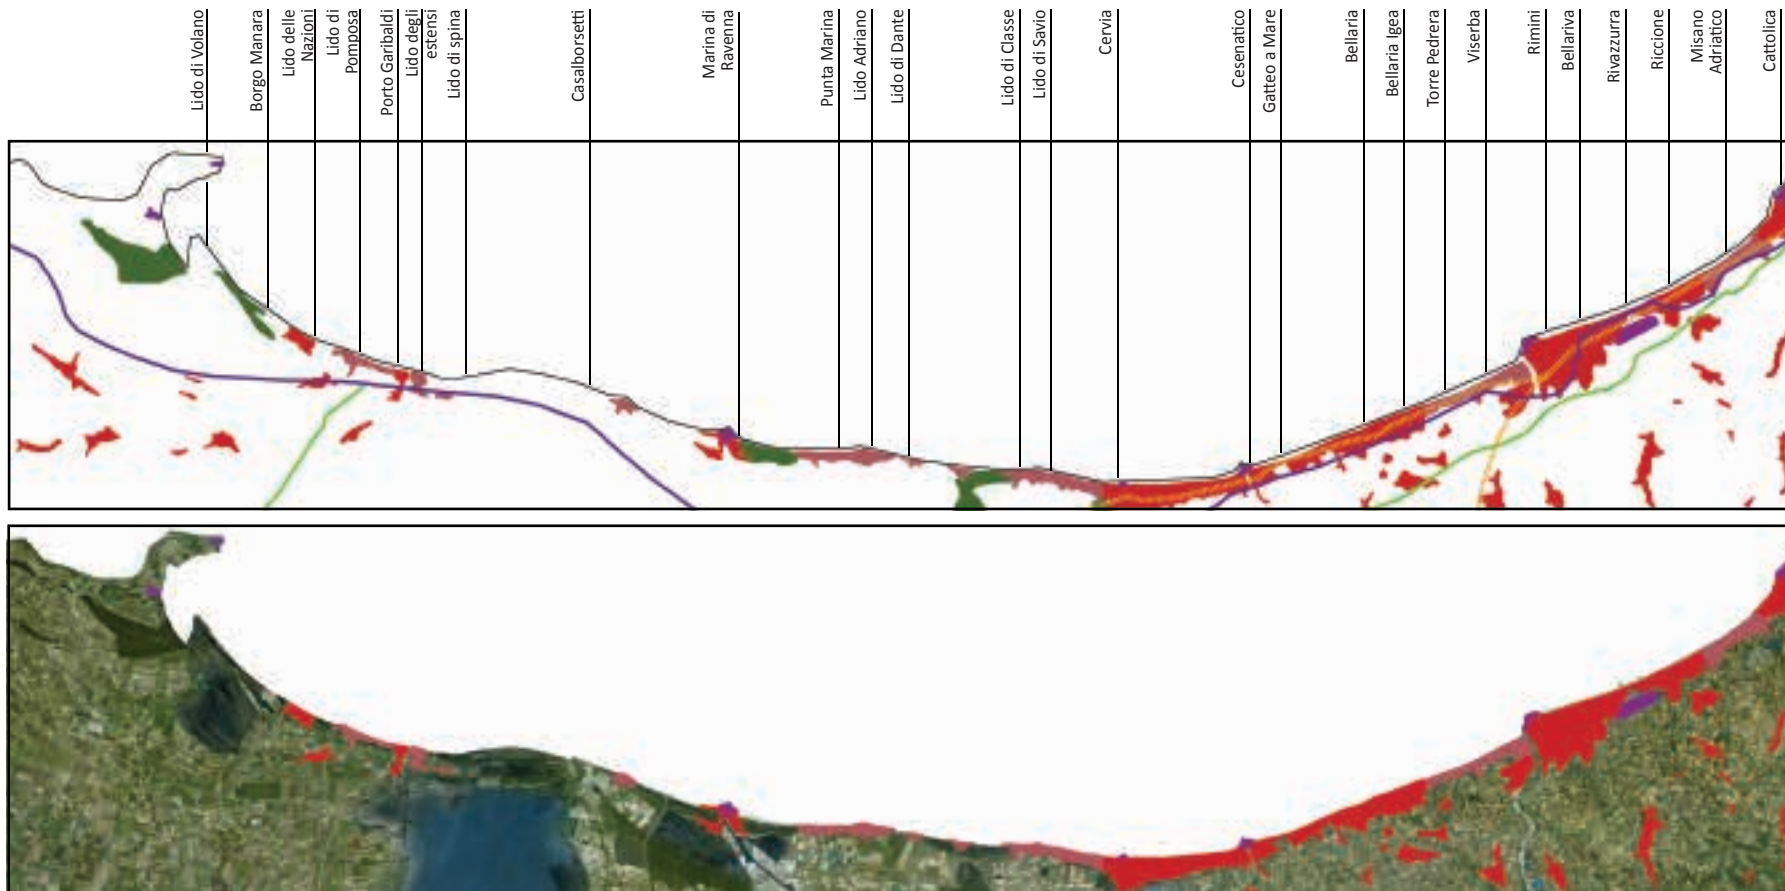 Lido di Volano
Borgo Manara
Lido delle
Nazioni
Lido di
Pomposa
Porto Garibaldi
Lido degli
estensi
Lido di spina
Casalborsetti
Marina di
Ravenna
Punta Marina
Lido Adriano
Lido di Dante
Lido di Classe
Lido di Savio
Cervia
Cesenatico
Gatteo a Mare
Bellaria
Bellaria Igea
Torre Pedrera
Viserba
Rimini
Bellariva
Rivazzurra
Riccione
Misano
Adriatico
Cattolica